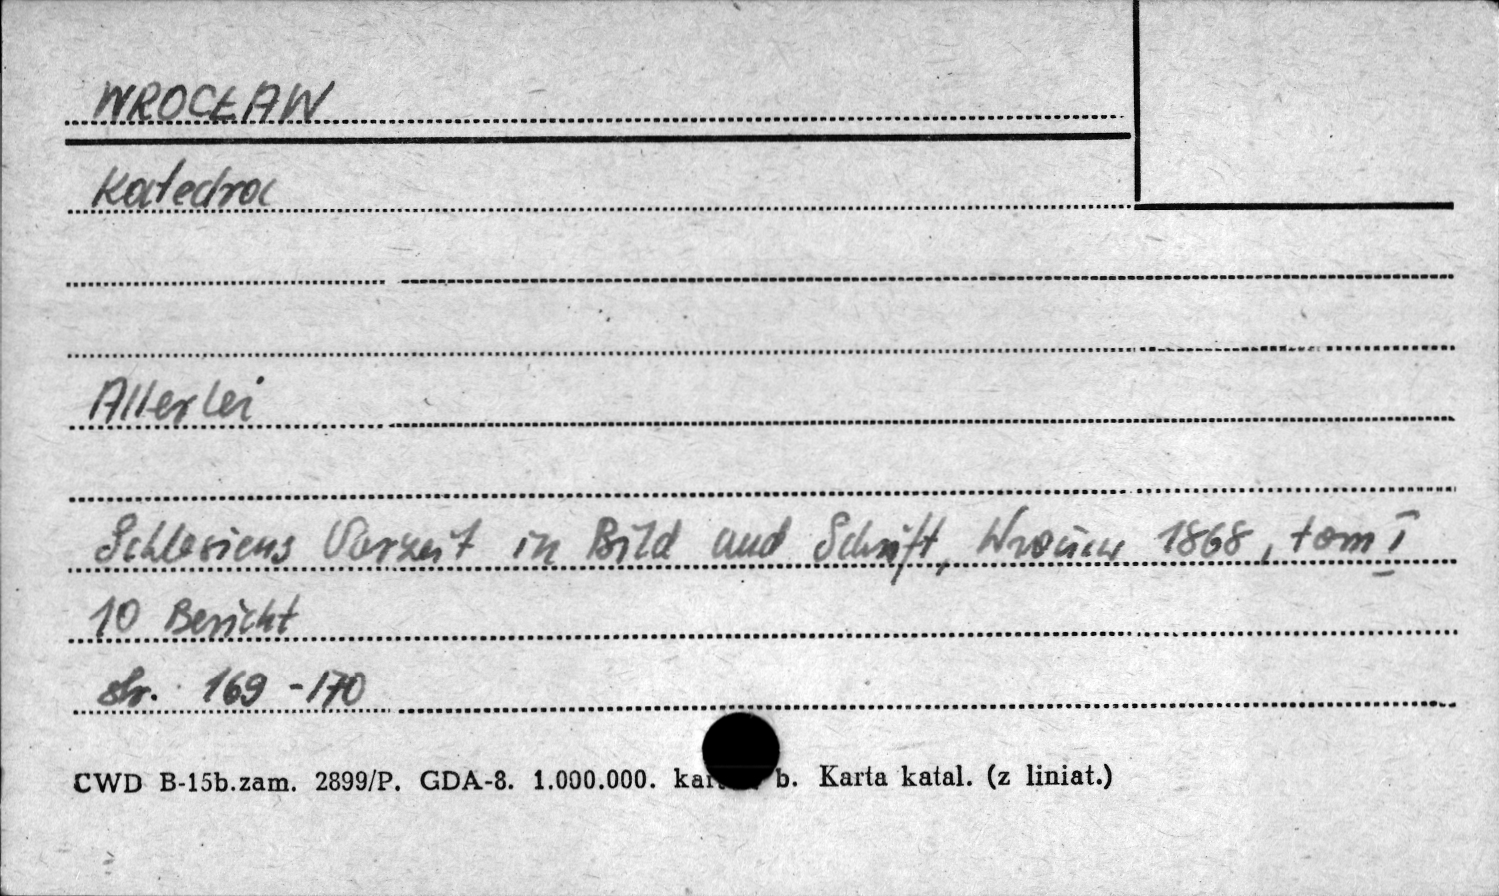 WROCŁAW
Katedra
Allerlei
Schlesiens Vorzeit in Bild und Schrift, Wrocław 1868, tom I
10 Bericht
str. 169-170
CWD B-15b.zam. 2899/P. GDA-8. 1.000.000. b. Karta katal. (z liniat.)